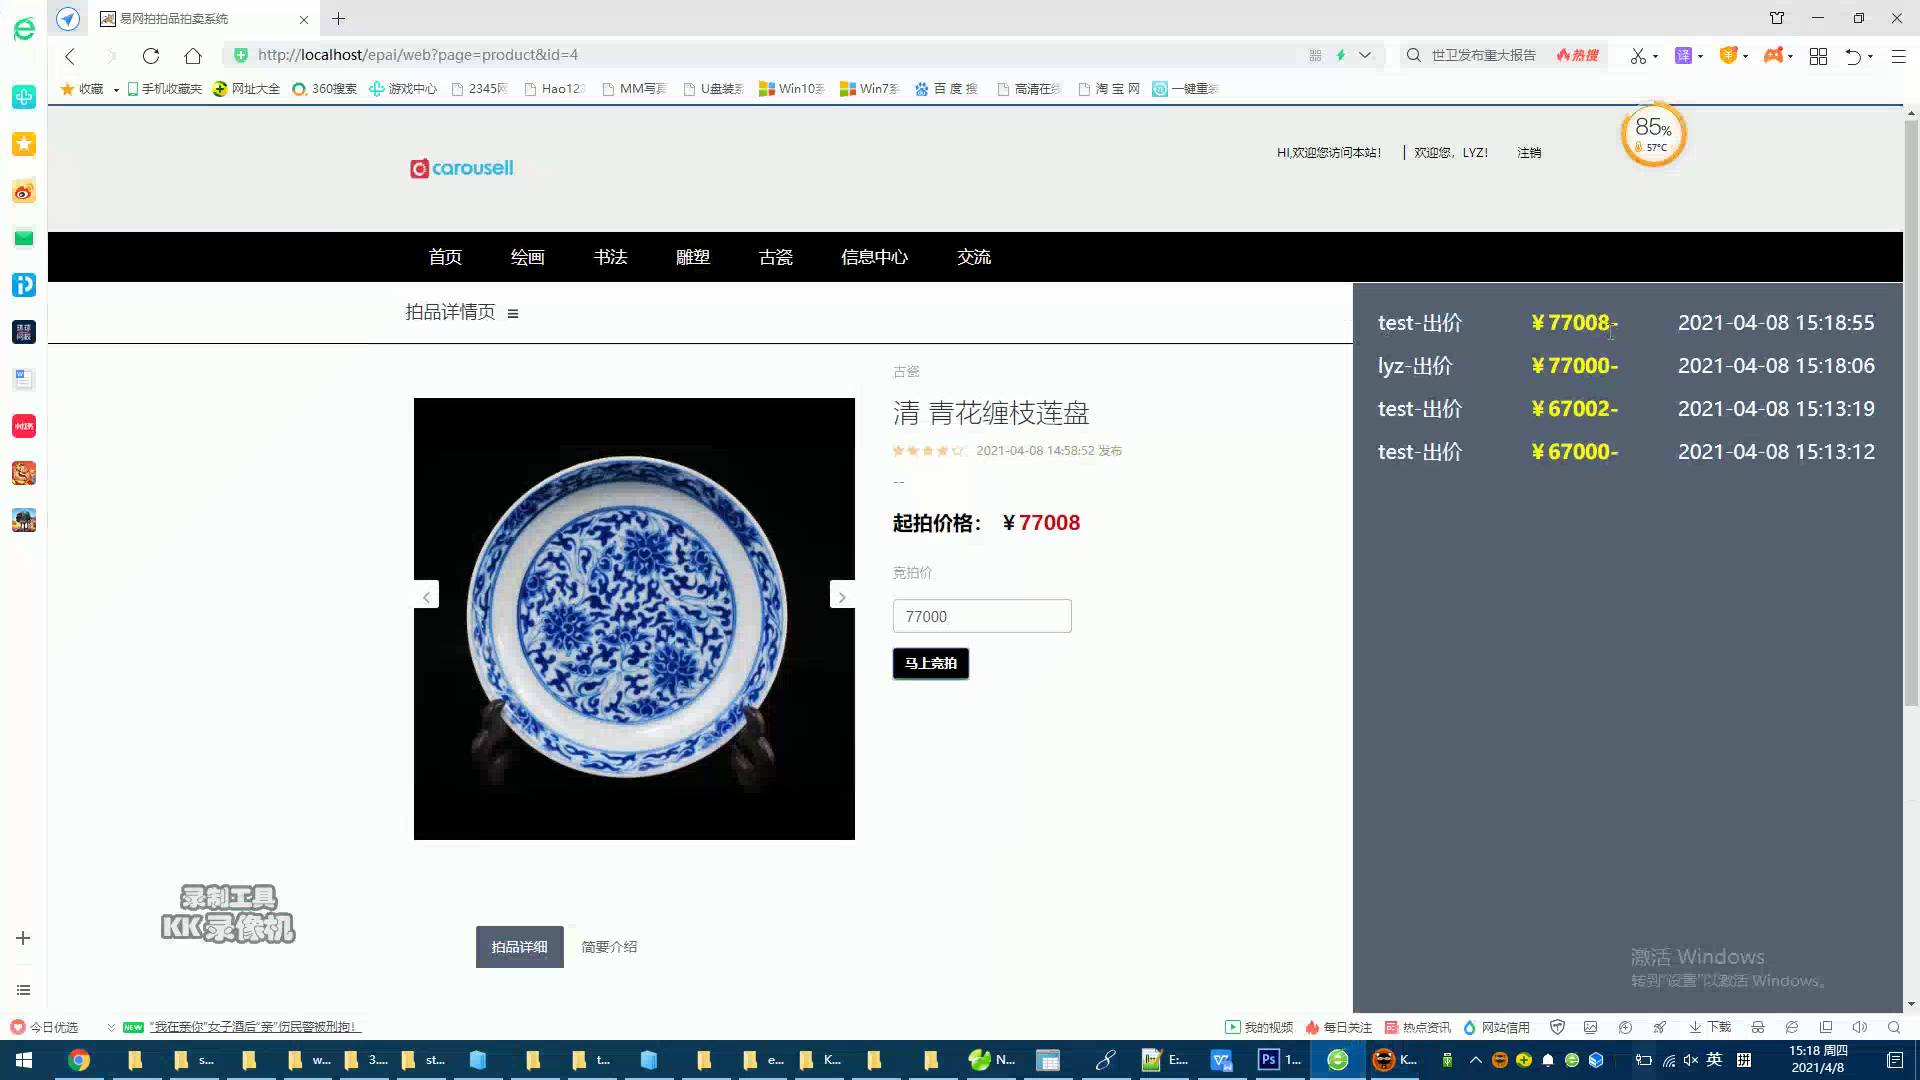 易网拍拍品拍卖系统
http://localhost/epai/web?page=product&id=4
世卫发布重大报告
热搜
译
收藏
手机收藏夹
网址大全
360搜索
游戏中心
2345网
Hao123
MM写真
U盘装系
Win10系
Win7系
百 度 搜
高清在线
淘 宝 网
一键重装
85%
57°C
carousell
HI,欢迎您访问本站!
欢迎您，LYZ!
注销
首页
绘画
书法
雕塑
古瓷
信息中心
交流
拍品详情页
test-出价 ¥77008- 2021-04-08 15:18:55
lyz-出价 ¥77000- 2021-04-08 15:18:06
test-出价 ¥67002- 2021-04-08 15:13:19
test-出价 ¥67000- 2021-04-08 15:13:12
古瓷
清 青花缠枝莲盘
2021-04-08 14:58:52 发布
--
起拍价格： ¥77008
竞拍价
77000
马上竞拍
录制工具
KK录像机
拍品详细
简要介绍
激活 Windows
转到“设置”以激活 Windows。
今日优选
NEW
“我在亲你”女子酒后“亲”伤民警被刑拘！
我的视频
每日关注
热点资讯
网站信用
下载
s...
w...
3....
st...
t...
e...
K...
N...
E:...
Ps
1...
K...
英
拼
15:18 周四
2021/4/8